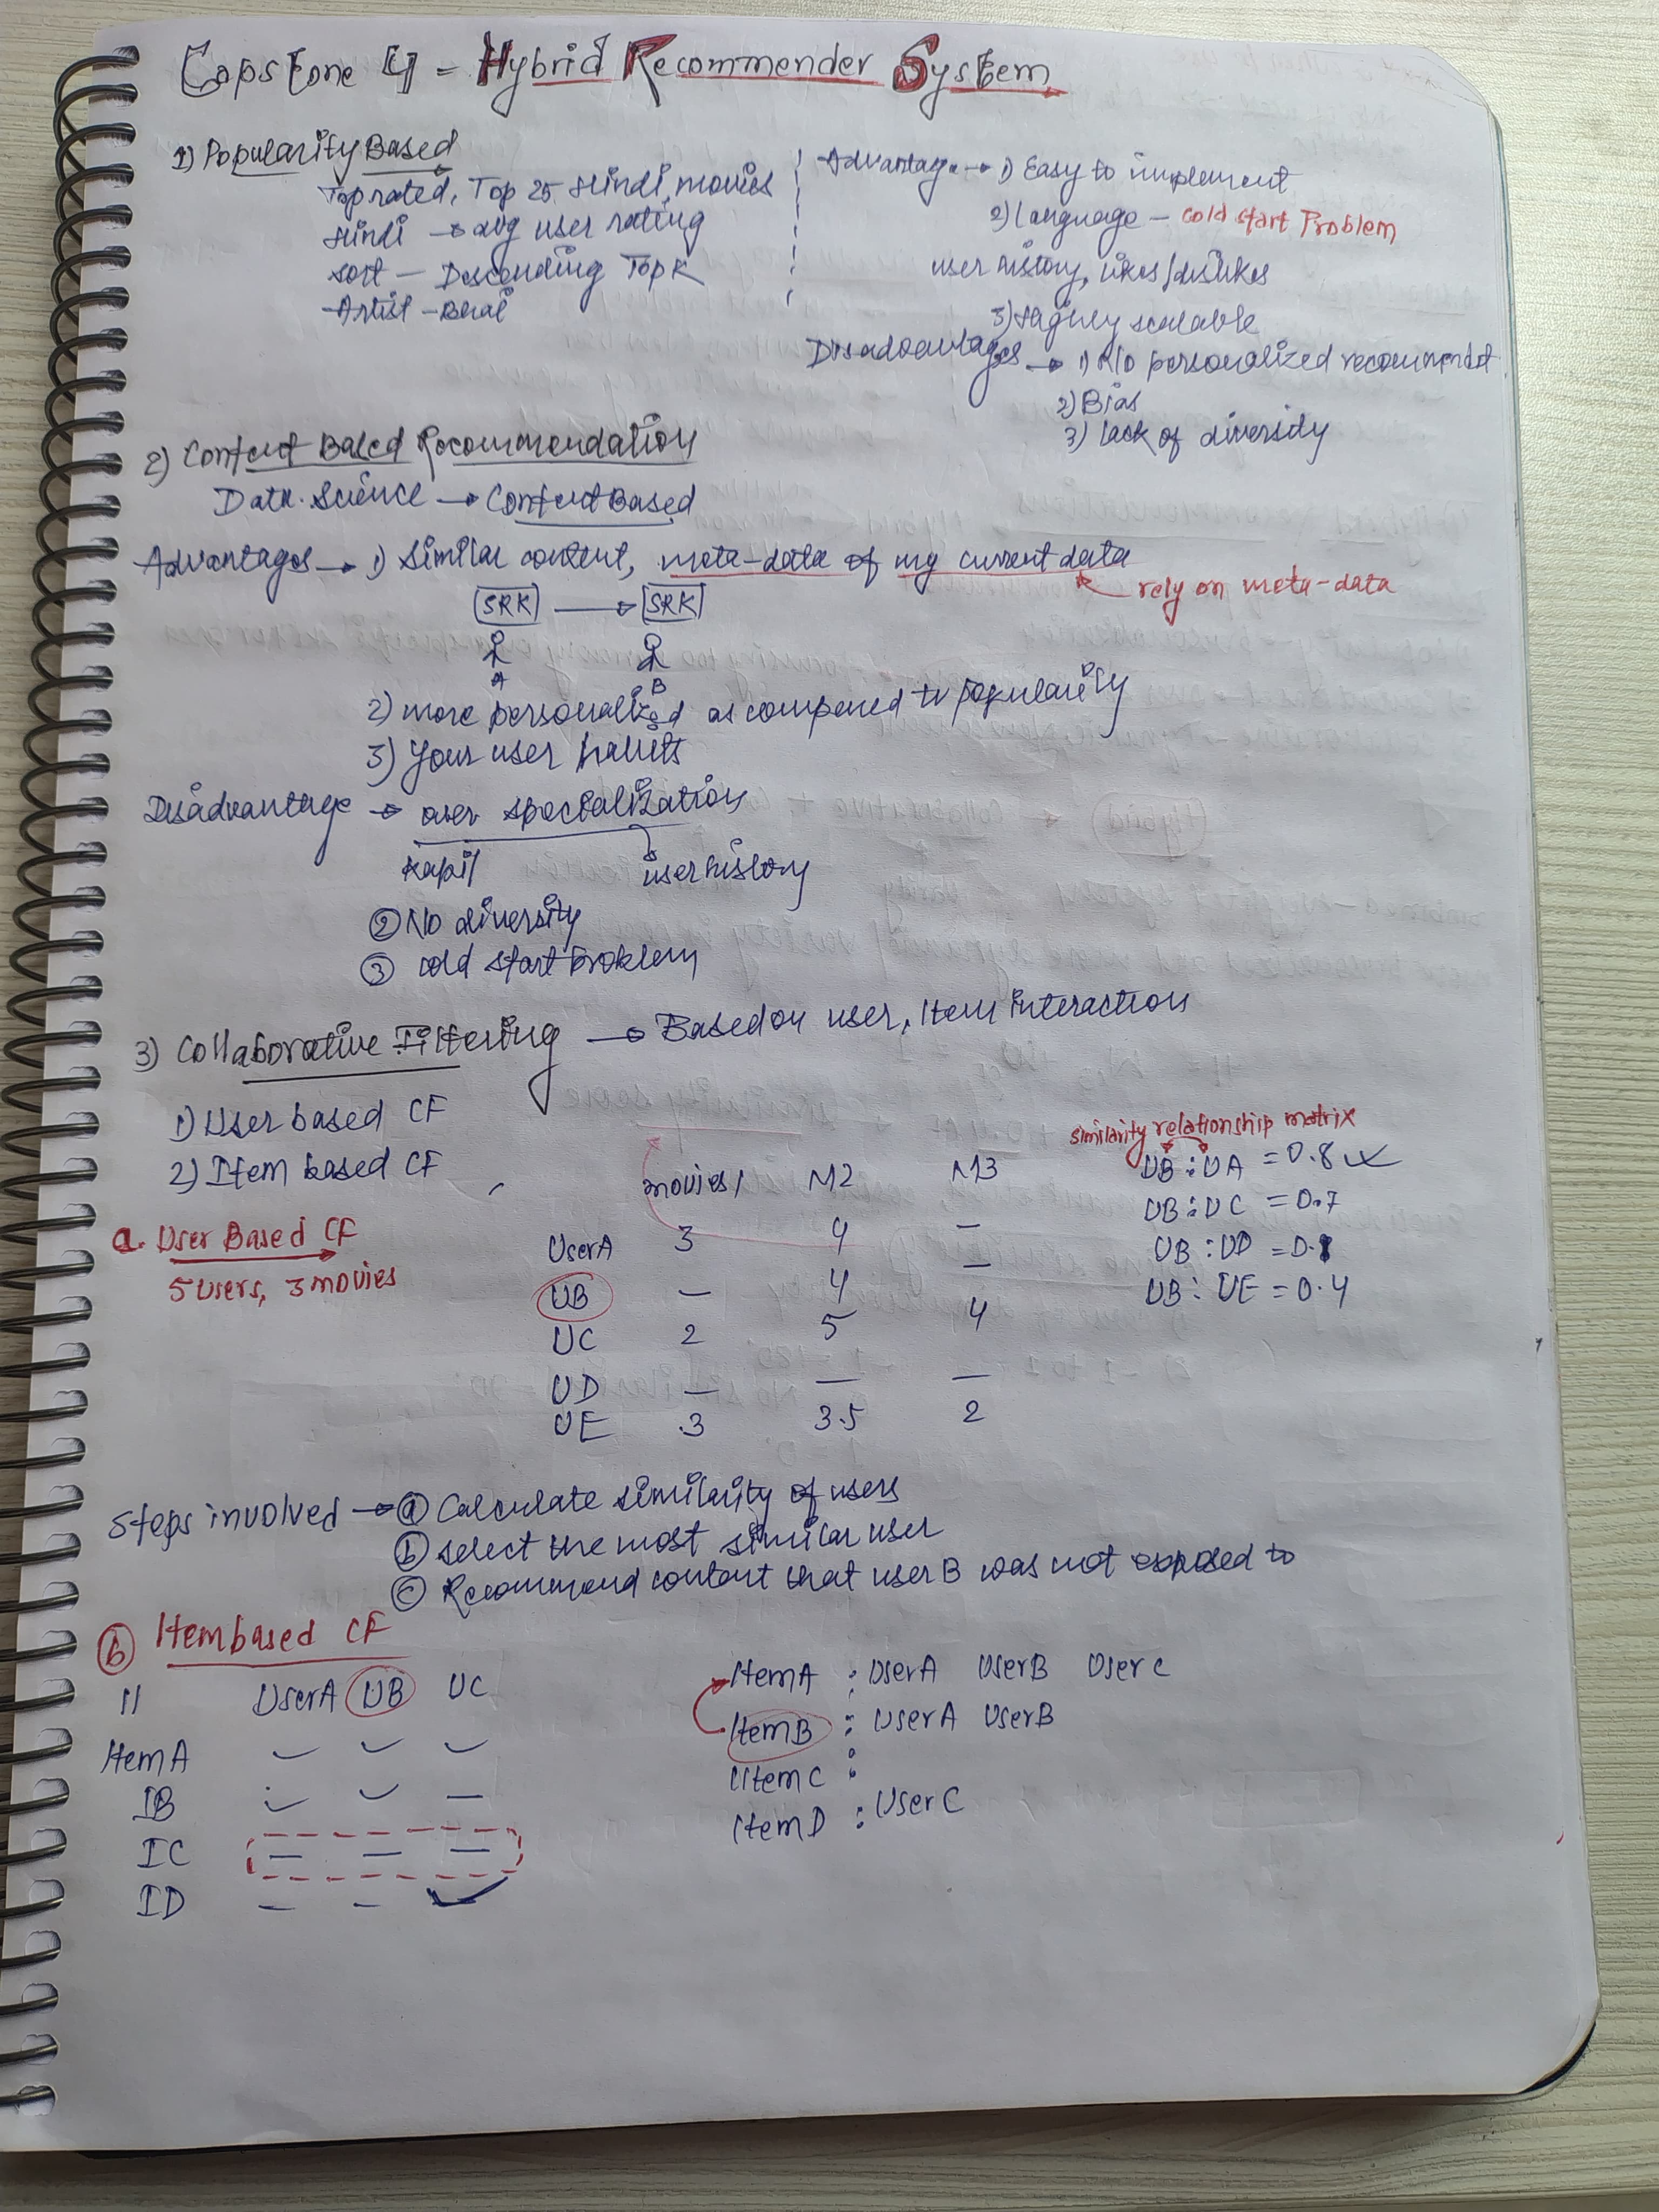 Capstone 4 - Hybrid Recommender System
1) Popularity Based
Top rated, Top 25 Hindi movies
Hindi → avg user rating
Sort - Descending Top K
Artist -
Advantage → 1) Easy to implement
2) Language - cold start Problem
user history, likes/dislikes
3) Highly scalable
Disadvantages → 1) No personalized recommendat
2) Bias
3) lack of diversity
2) Content Based Recommendation
Data Science → Content Based
Advantages → 1) Similar content, meta-data of my current data
rely on meta-data
SRK → SRK
A B
2) more personalized as compared to popularity
3) Your user habits
Disadvantage → over specialization
Kapil userhistory
② No diversity
③ cold start Problem
3) Collaborative Filtering → Based on user, Item interaction
1) User based CF
2) Item based CF
a. User Based CF
5 users, 3 movies
movies 1 M2 M3
UserA 3 4 —
UB — 4 —
UC 2 5 4
UD — — —
UE 3 3.5 2
similarity relationship matrix
UB : UA = 0.8
UB : UC = 0.7
UB : UD = 0.1
UB : UE = 0.4
Steps involved → ⓐ Calculate similarity of users
ⓑ select the most similar user
ⓒ Recommend content that user B was not exposed to
ⓑ Item based CF
11 UserA UB UC
ItemA ✓ ✓ ✓
IB ✓ ✓ —
IC — — —
ID — — ✓
ItemA : UserA UserB UserC
ItemB : UserA UserB
ItemC :
ItemD : UserC